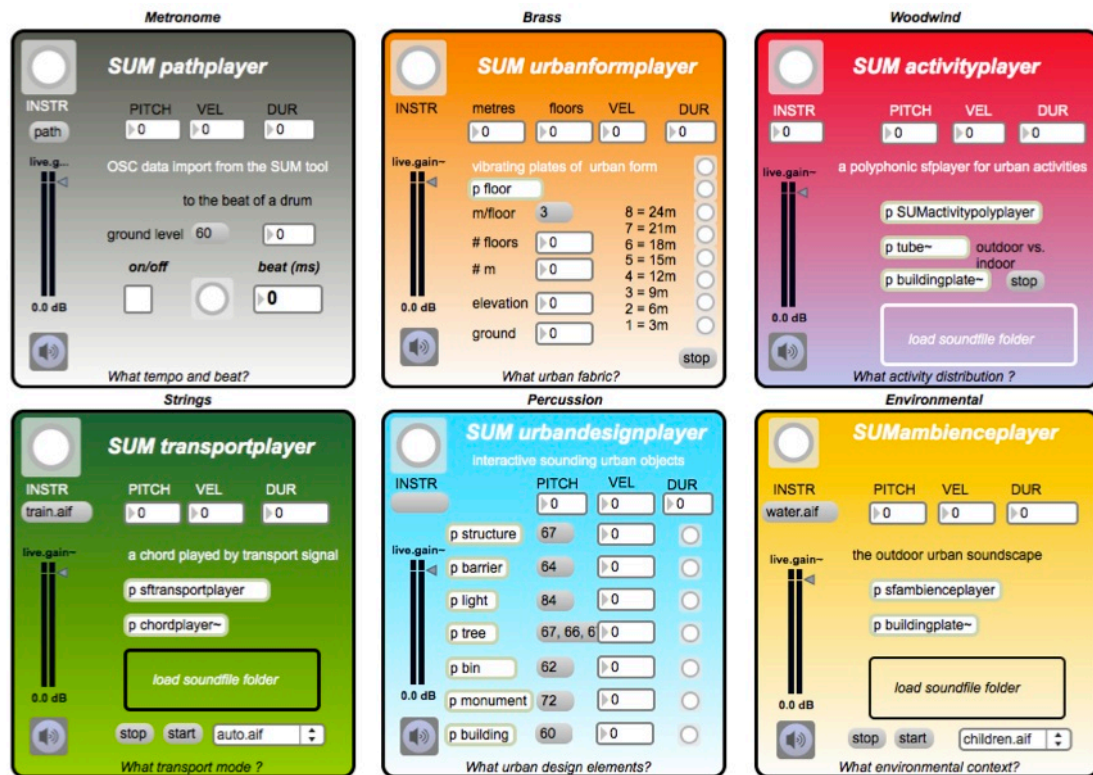 Metronome
SUM pathplayer
INSTR
PITCH VEL DUR
path 0 0 0
live.g...
OSC data import from the SUM tool
to the beat of a drum
ground level 60 0
on/off beat (ms)
0
0.0 dB
What tempo and beat?
Brass
SUM urbanformplayer
INSTR
metres floors VEL DUR
0 0 0 0
live.gain~
vibrating plates of urban form
p floor
m/floor 3 8 = 24m
7 = 21m
# floors 0 6 = 18m
5 = 15m
# m 0 4 = 12m
3 = 9m
elevation 0 2 = 6m
1 = 3m
ground 0
0.0 dB
stop
What urban fabric?
Woodwind
SUM activityplayer
INSTR PITCH VEL DUR
0 0 0 0
live.gain~
a polyphonic sfplayer for urban activities
p SUMactivitypolyplayer
p tube~ outdoor vs.
indoor
p buildingplate~ stop
0.0 dB
load soundfile folder
What activity distribution ?
Strings
SUM transportplayer
INSTR PITCH VEL DUR
train.aif 0 0 0
live.gain~
a chord played by transport signal
p sftransportplayer
p chordplayer~
load soundfile folder
0.0 dB
stop start auto.aif
What transport mode ?
Percussion
SUM urbandesignplayer
Interactive sounding urban objects
INSTR PITCH VEL DUR
0 0 0
live.gain~
p structure 67 0
p barrier 64 0
p light 84 0
p tree 67, 66, 6 0
p bin 62 0
0.0 dB
p monument 72 0
p building 60 0
What urban design elements?
Environmental
SUMambienceplayer
INSTR PITCH VEL DUR
water.aif 0 0 0
live.gain~
the outdoor urban soundscape
p sfambienceplayer
p buildingplate~
load soundfile folder
0.0 dB
stop start children.aif
What environmental context?